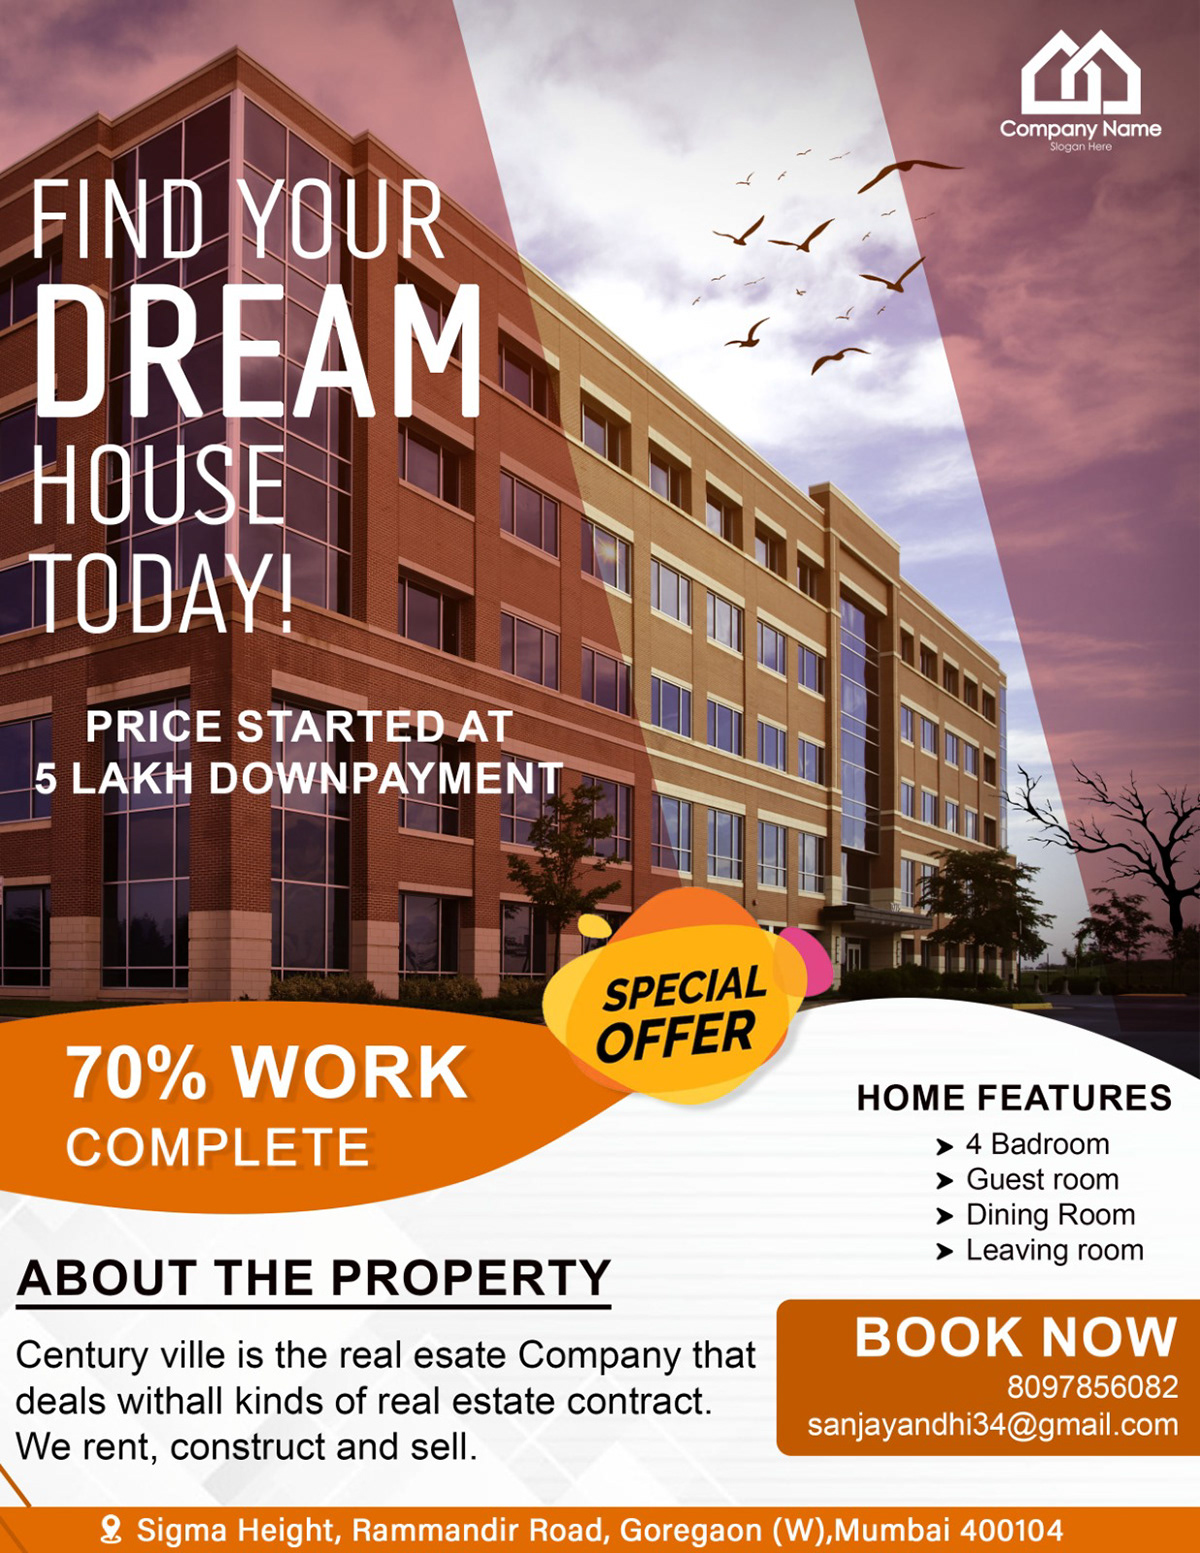 Company Name
Slogan Here
FIND YOUR
DREAM
HOUSE
TODAY!
PRICE STARTED AT
5 LAKH DOWNPAYMENT
SPECIAL
OFFER
70% WORK
COMPLETE
HOME FEATURES
4 Badroom
Guest room
Dining Room
Leaving room
ABOUT THE PROPERTY
Century ville is the real esate Company that
deals withall kinds of real estate contract.
We rent, construct and sell.
BOOK NOW
8097856082
sanjayandhi34@gmail.com
Sigma Height, Rammandir Road, Goregaon (W),Mumbai 400104